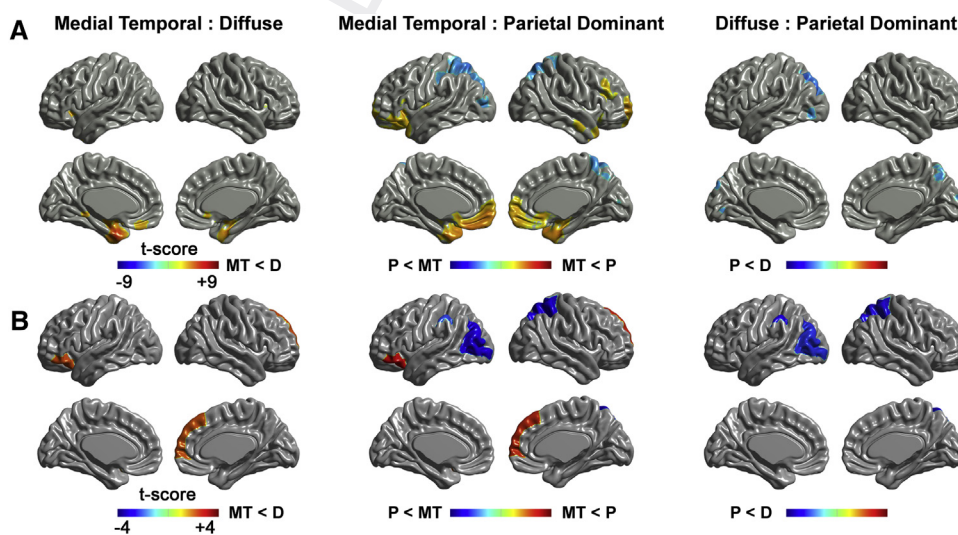 A
Medial Temporal : Diffuse
Medial Temporal : Parietal Dominant
Diffuse : Parietal Dominant
t-score
MT < D
-9
+9
P < MT
MT < P
P < D
B
t-score
MT < D
-4
+4
P < MT
MT < P
P < D